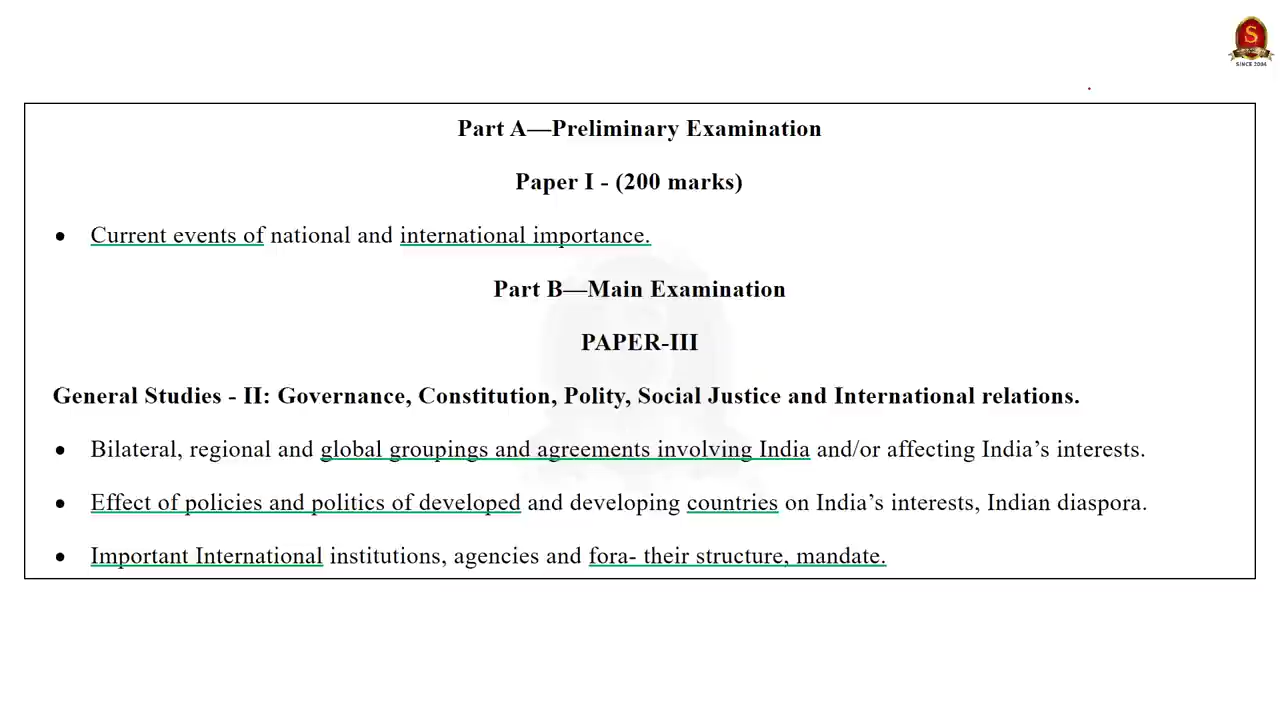 S
SINCE 2004
Part A—Preliminary Examination
Paper I - (200 marks)
• Current events of national and international importance.
Part B—Main Examination
PAPER-III
General Studies - II: Governance, Constitution, Polity, Social Justice and International relations.
• Bilateral, regional and global groupings and agreements involving India and/or affecting India’s interests.
• Effect of policies and politics of developed and developing countries on India’s interests, Indian diaspora.
• Important International institutions, agencies and fora- their structure, mandate.